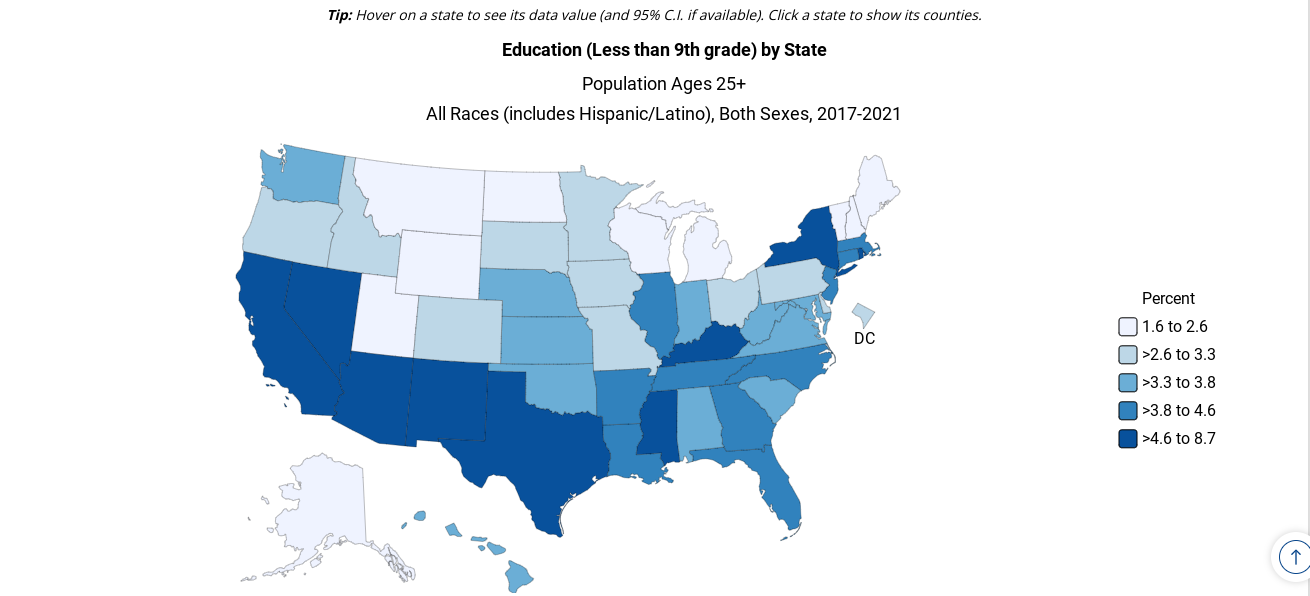 Tip: Hover on a state to see its data value (and 95% C.I. if available). Click a state to show its counties.
Education (Less than 9th grade) by State
Population Ages 25+
All Races (includes Hispanic/Latino), Both Sexes, 2017-2021
DC
Percent
1.6 to 2.6
>2.6 to 3.3
>3.3 to 3.8
>3.8 to 4.6
>4.6 to 8.7